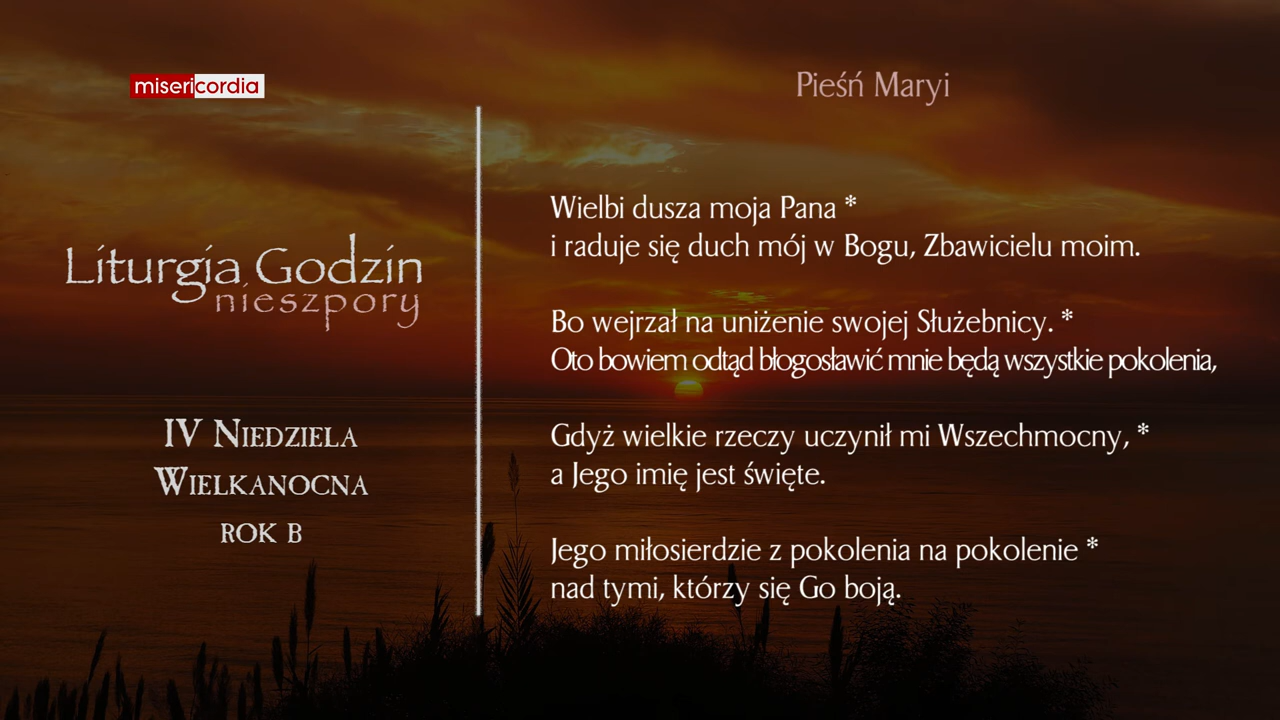 misericordia
Liturgia Godzin
nieszpory
IV Niedziela
Wielkanocna
rok B
Pieśń Maryi
Wielbi dusza moja Pana *
i raduje się duch mój w Bogu, Zbawicielu moim.
Bo wejrzał na uniżenie swojej Służebnicy. *
Oto bowiem odtąd błogosławić mnie będą wszystkie pokolenia,
Gdyż wielkie rzeczy uczynił mi Wszechmocny, *
a Jego imię jest święte.
Jego miłosierdzie z pokolenia na pokolenie *
nad tymi, którzy się Go boją.